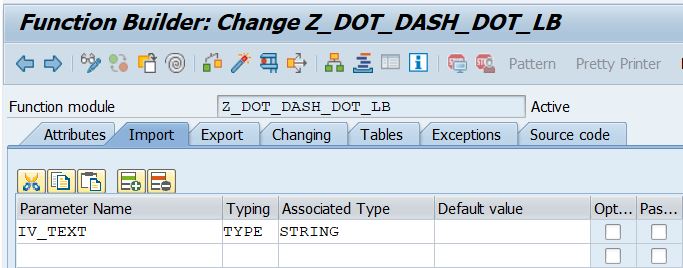 Function Builder: Change Z_DOT_DASH_DOT_LB
Pattern Pretty Printer
Function module Z_DOT_DASH_DOT_LB Active
Attributes Import Export Changing Tables Exceptions Source code
Parameter Name Typing Associated Type Default value Opt... Pas...
IV_TEXT TYPE STRING